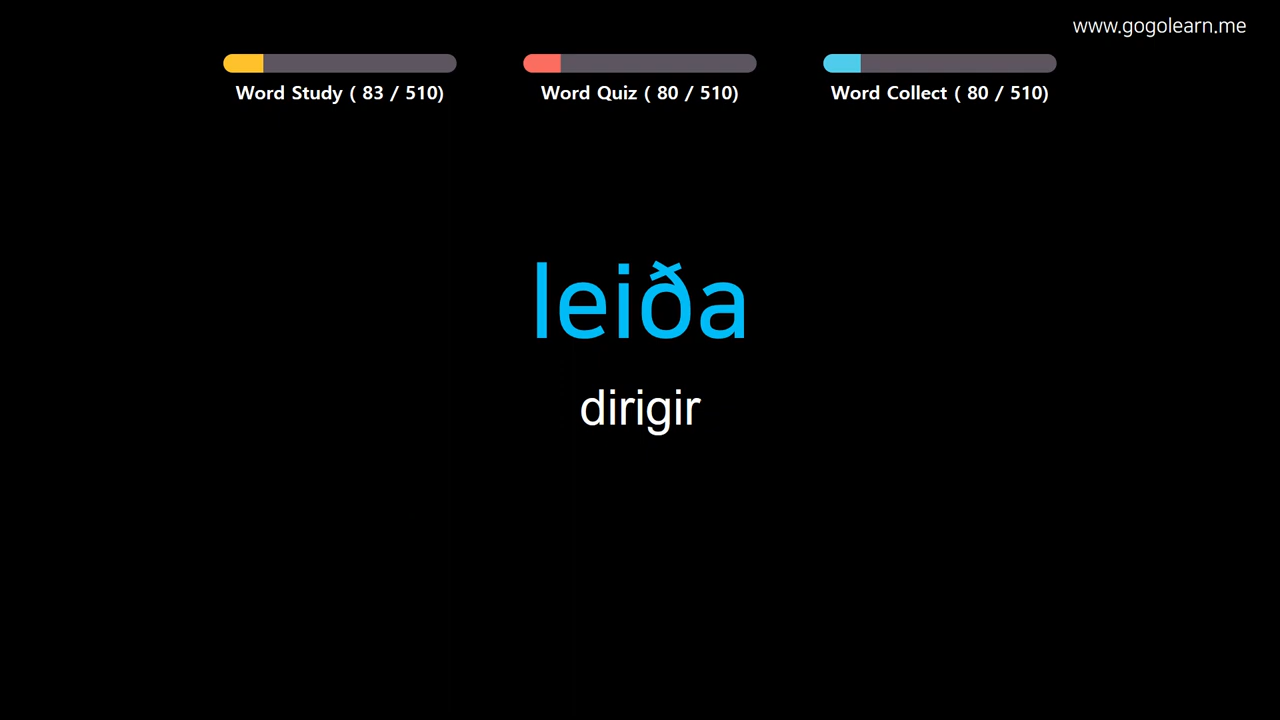 www.gogolearn.me
Word Study ( 83 / 510)
Word Quiz ( 80 / 510)
Word Collect ( 80 / 510)
leiða
dirigir